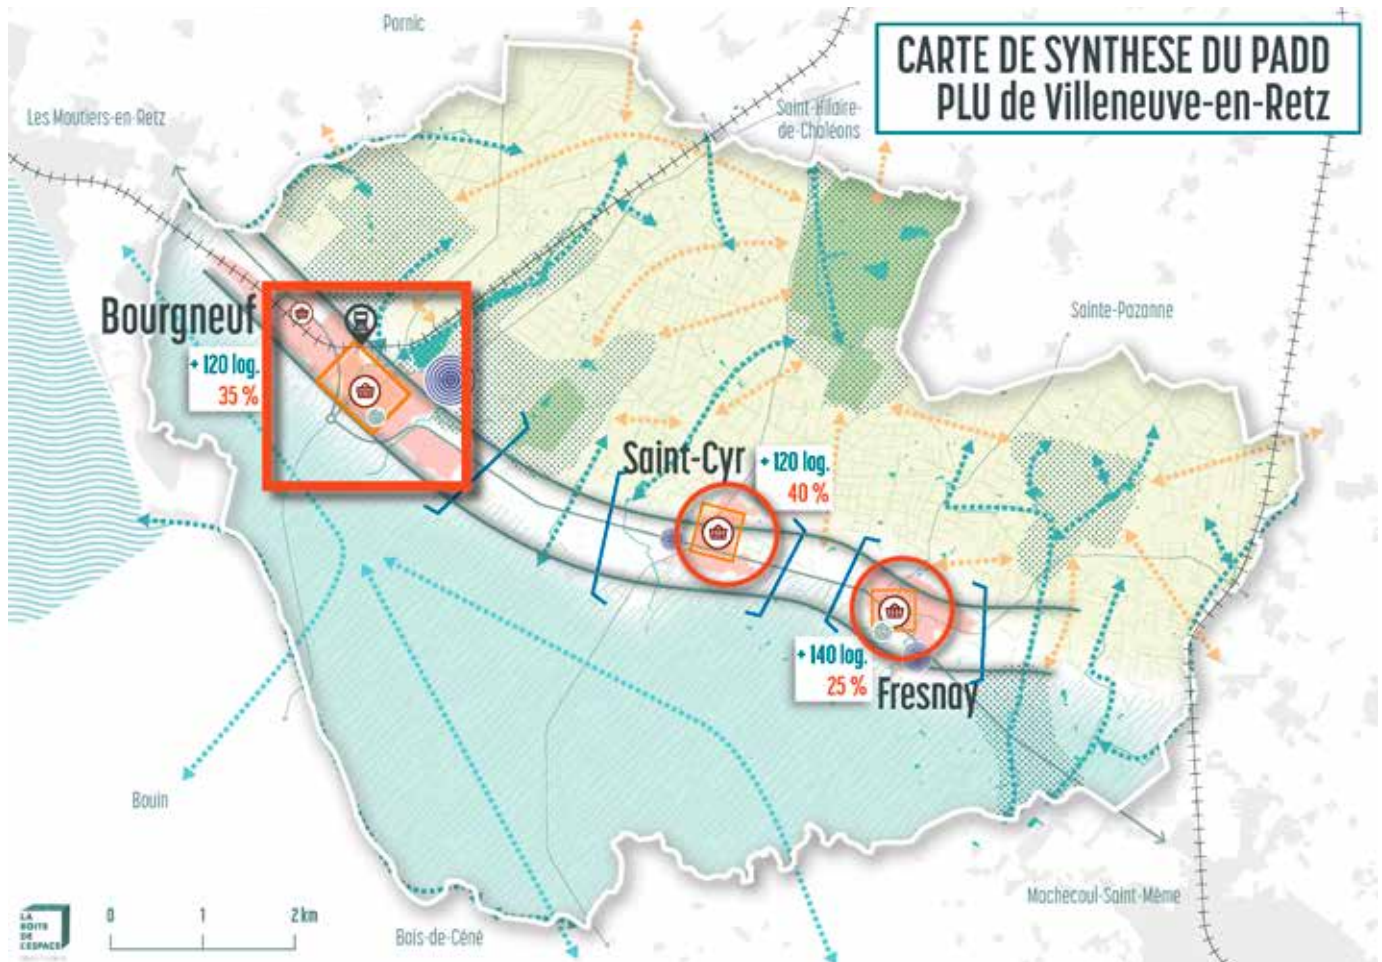 CARTE DE SYNTHESE DU PADD
PLU de Villeneuve-en-Retz
Pornic
Les Moutiers-en-Retz
Saint-Hilaire-
de-Chaléons
Sainte-Pazanne
Bourgneuf
+ 120 log.
35 %
Saint-Cyr
+ 120 log.
40 %
+ 140 log.
25 %
Fresnay
Bouin
Machecoul-Saint-Même
Bois-de-Céné
LA
BOITE
DE
L'ESPACE
0 1 2 km